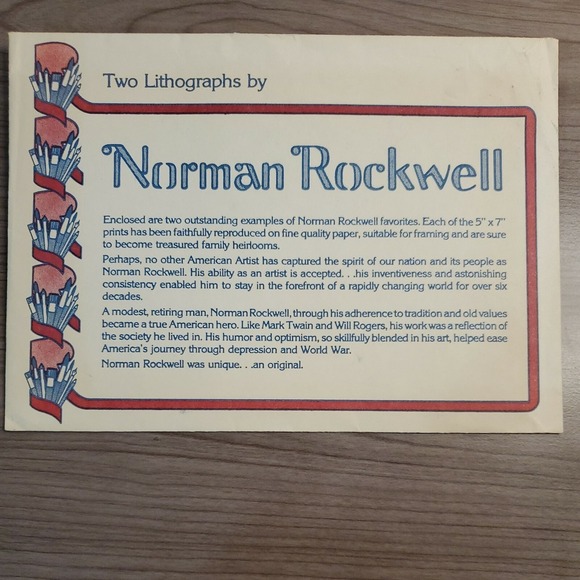 Two Lithographs by
Norman Rockwell
Enclosed are two outstanding examples of Norman Rockwell favorites. Each of the 5" x 7"
prints has been faithfully reproduced on fine quality paper, suitable for framing and are sure
to become treasured family heirlooms.
Perhaps, no other American Artist has captured the spirit of our nation and its people as
Norman Rockwell. His ability as an artist is accepted. . .his inventiveness and astonishing
consistency enabled him to stay in the forefront of a rapidly changing world for over six
decades.
A modest, retiring man, Norman Rockwell, through his adherence to tradition and old values
became a true American hero. Like Mark Twain and Will Rogers, his work was a reflection of
the society he lived in. His humor and optimism, so skillfully blended in his art, helped ease
America's journey through depression and World War.
Norman Rockwell was unique. . .an original.